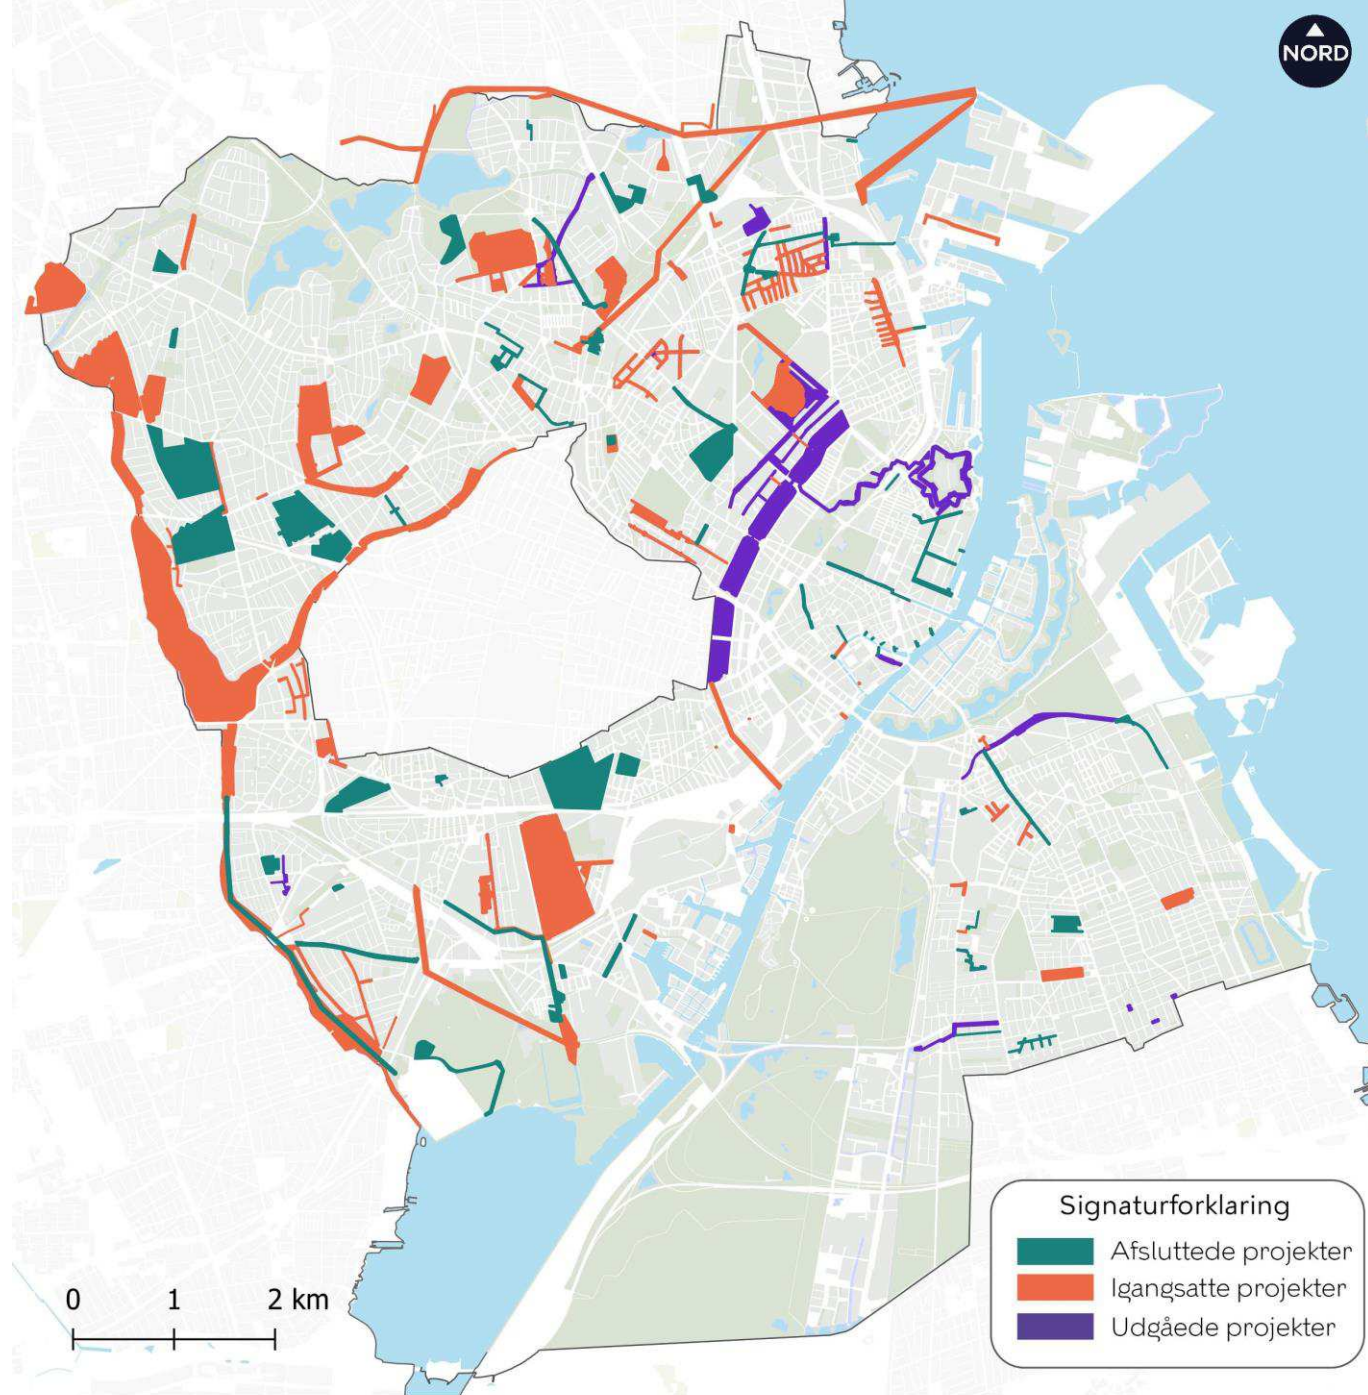 NORD
Signaturforklaring
Afsluttede projekter
Igangsatte projekter
Udgåede projekter
0 1 2 km